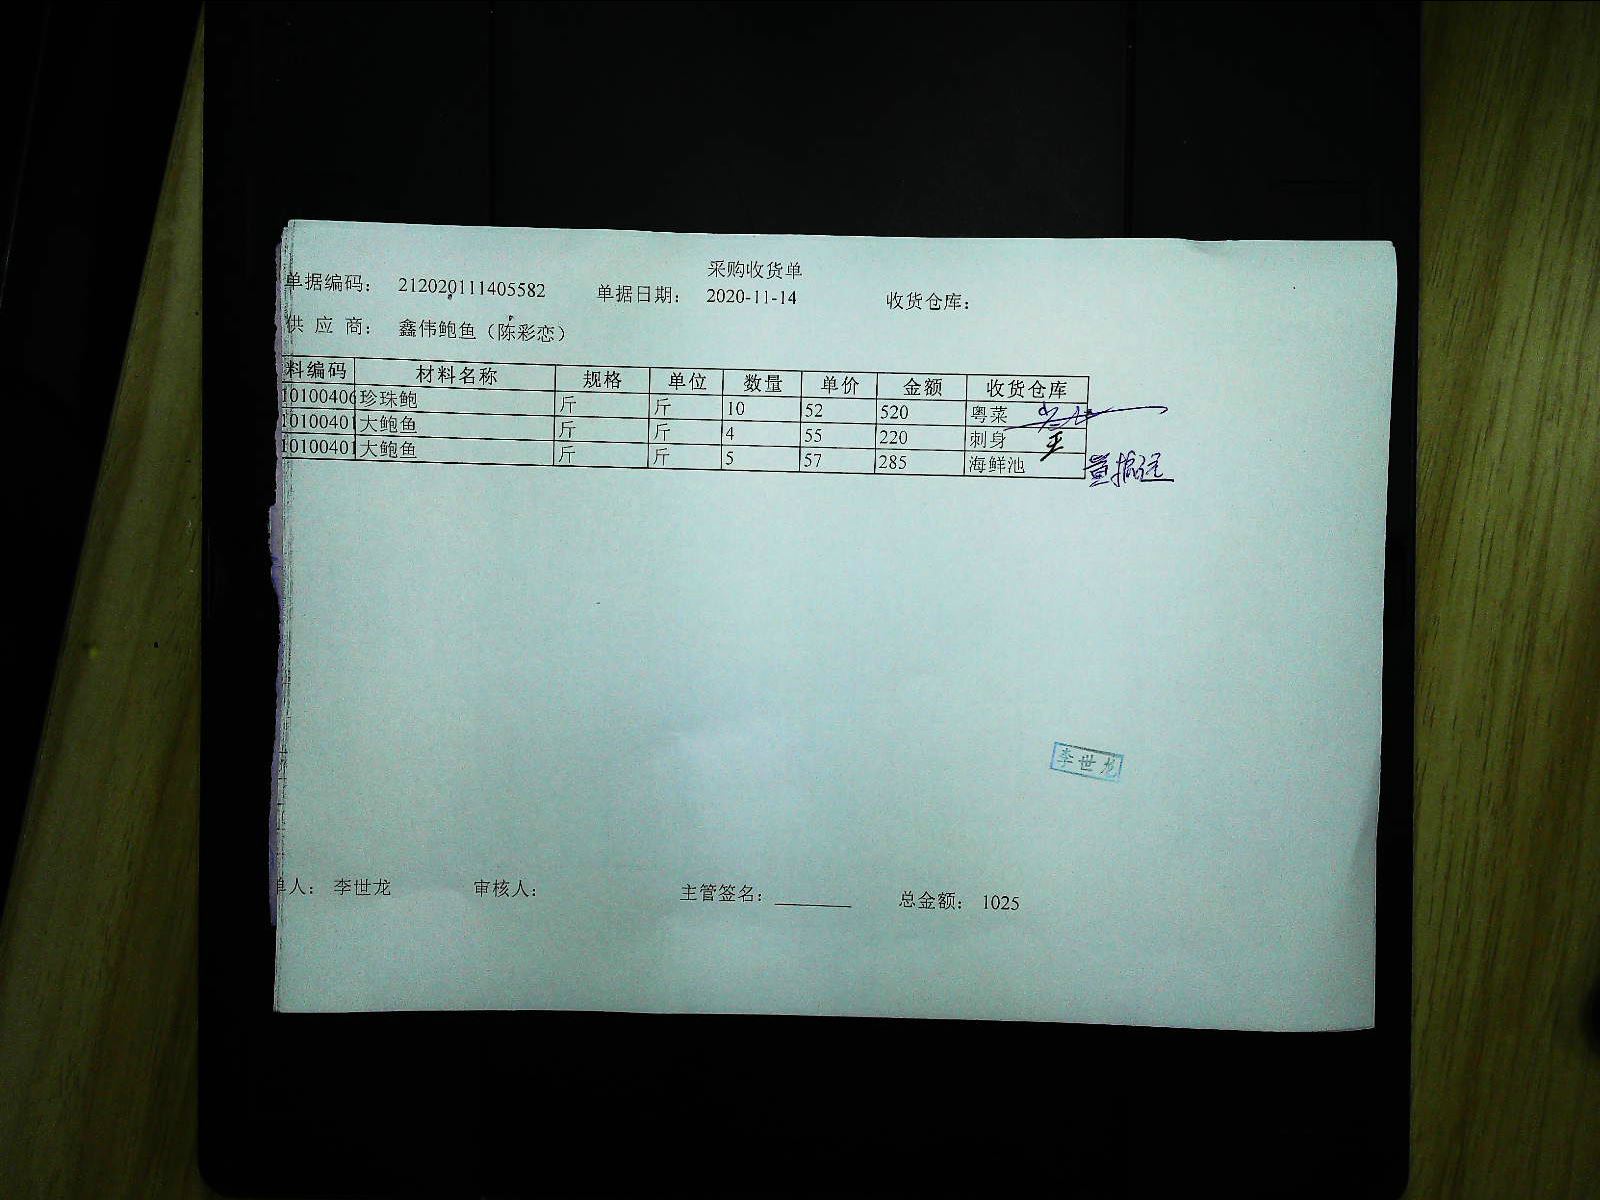 采购收货单
单据编码： 212020111405582 单据日期： 2020-11-14 收货仓库：
供 应 商： 鑫伟鲍鱼（陈彩恋）
料编码 材料名称 规格 单位 数量 单价 金额 收货仓库
10100406 珍珠鲍 斤 斤 10 52 520 粤菜
10100401 大鲍鱼 斤 斤 4 55 220 刺身
10100401 大鲍鱼 斤 斤 5 57 285 海鲜池
李世龙
单人： 李世龙 审核人： 主管签名： 总金额： 1025